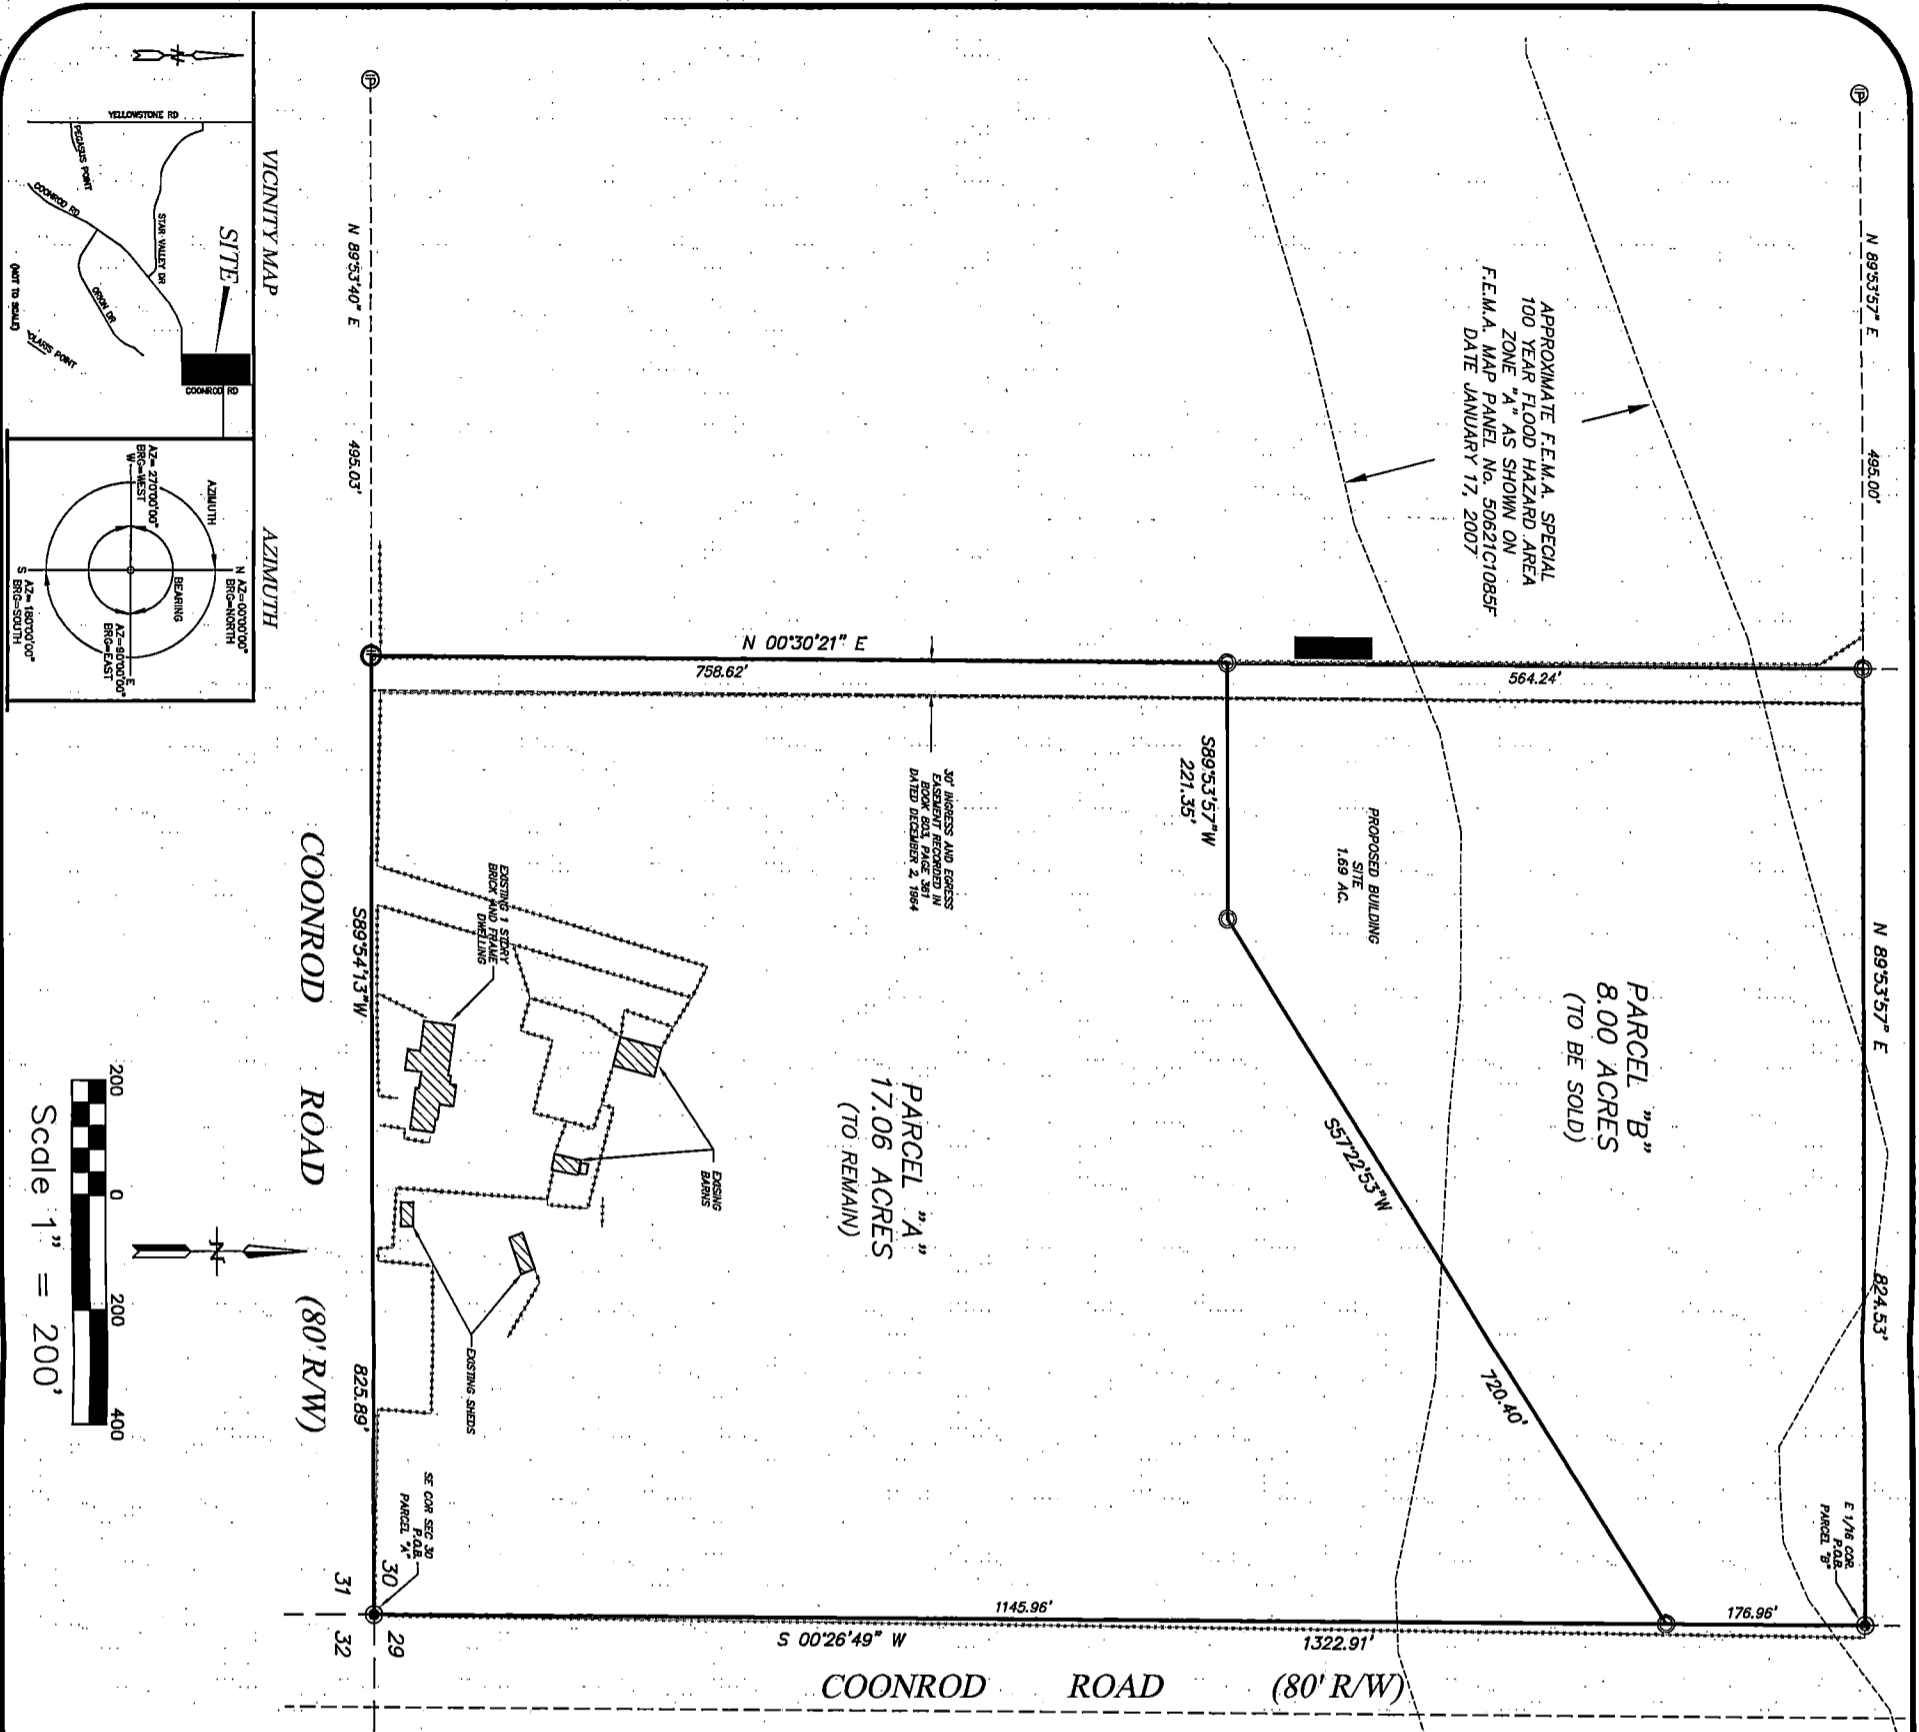 N 89°53'57" E
495.00'
N 89°53'57" E
824.53'
E 1/16 COR
P.O.B.
PARCEL "B"
APPROXIMATE F.E.M.A. SPECIAL
100 YEAR FLOOD HAZARD AREA
ZONE "A" AS SHOWN ON
F.E.M.A. MAP PANEL No. 50621C1085F
DATE JANUARY 17, 2007
PARCEL "B"
8.00 ACRES
(TO BE SOLD)
PROPOSED BUILDING
SITE
1.69 AC.
S89°53'57"W
221.35'
S57°22'53"W
720.40'
N 00°30'21" E
758.62'
564.24'
30' INGRESS AND EGRESS
EASEMENT RECORDED IN
BOOK 803, PAGE 361
DATED DECEMBER 2, 1964
PARCEL "A"
17.06 ACRES
(TO REMAIN)
EXISING
BARNS
EXISTING 1 STORY
BRICK AND FRAME
DWELLING
EXISTING SHEDS
SE COR SEC 30
P.O.B.
PARCEL "A"
30
29
31
32
1145.96'
176.96'
S 00°26'49" W
1322.91'
COONROD ROAD (80' R/W)
N 89°53'40" E
495.03'
S89°54'13"W
825.89'
COONROD ROAD (80' R/W)
N
200 0 200 400
Scale 1" = 200'
VICINITY MAP
N
YELLOWSTONE RD
PEGASUS POINT
COONROD RD
STAR VALLEY DR
SITE
ORION DR
COONROD RD
(NOT TO SCALE)
AZIMUTH
N AZ=00°00'00"
BRG=NORTH
AZIMUTH
BEARING
AZ= 270°00'00"
BRG=WEST
W
E
AZ=90°00'00"
BRG=EAST
S
AZ= 180°00'00"
BRG=SOUTH
IP
IP
IP